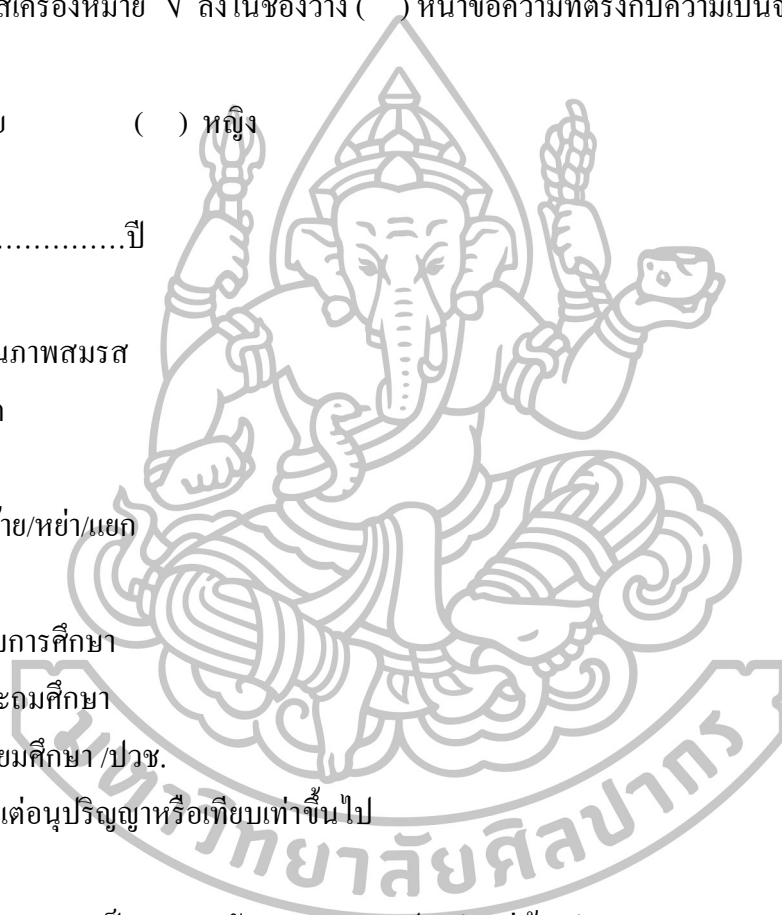 เครื่องหมาย √ ลงในช่องว่าง ( ) หน้าข้อความที่ตรงกับความเป็นจ
( ) หญิง
..............ปี
นภาพสมรส
้าย/หย่า/แยก
บการศึกษา
ะถมศึกษา
ยมศึกษา /ปวช.
แต่อนุปริญญาหรือเทียบเท่าขึ้นไป
มหาวิทยาลัยศิลปากร